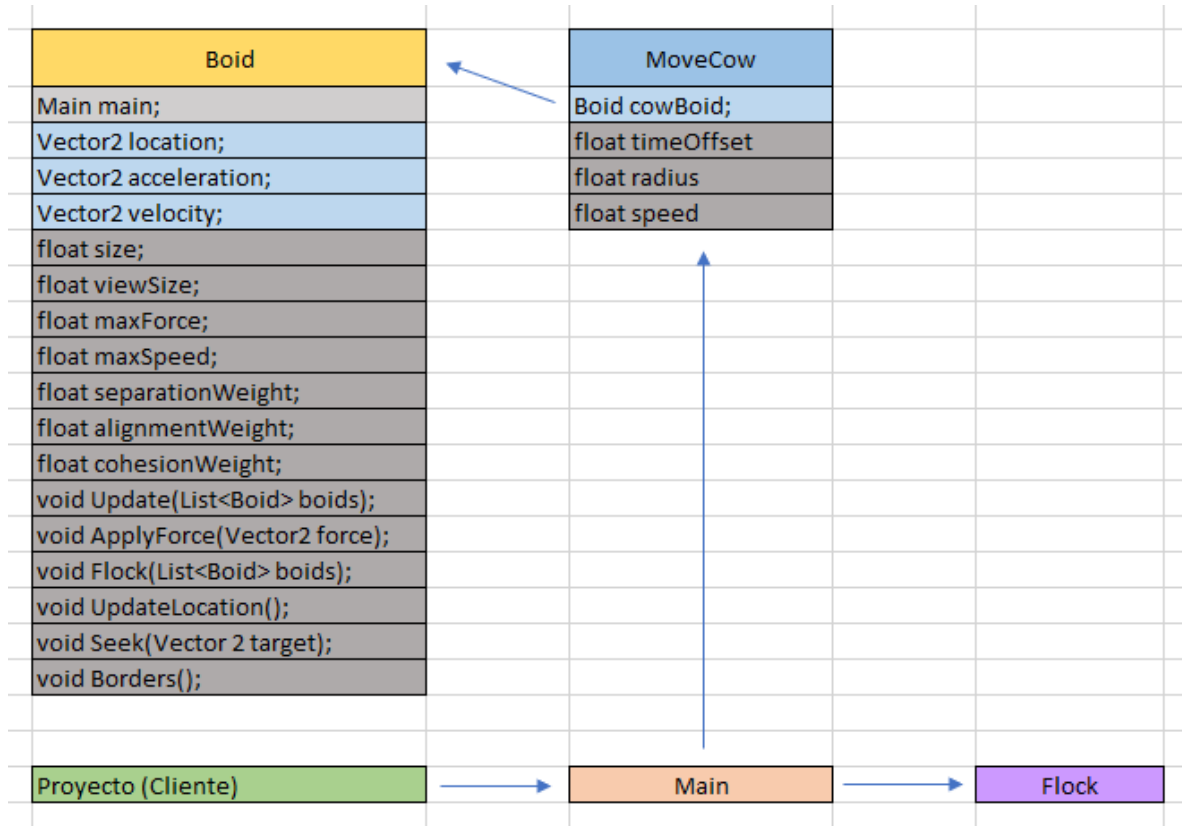 Boid
Main main;
Vector2 location;
Vector2 acceleration;
Vector2 velocity;
float size;
float viewSize;
float maxForce;
float maxSpeed;
float separationWeight;
float alignmentWeight;
float cohesionWeight;
void Update(List<Boid> boids);
void ApplyForce(Vector2 force);
void Flock(List<Boid> boids);
void UpdateLocation();
void Seek(Vector 2 target);
void Borders();
MoveCow
Boid cowBoid;
float timeOffset
float radius
float speed
Proyecto (Cliente)
Main
Flock